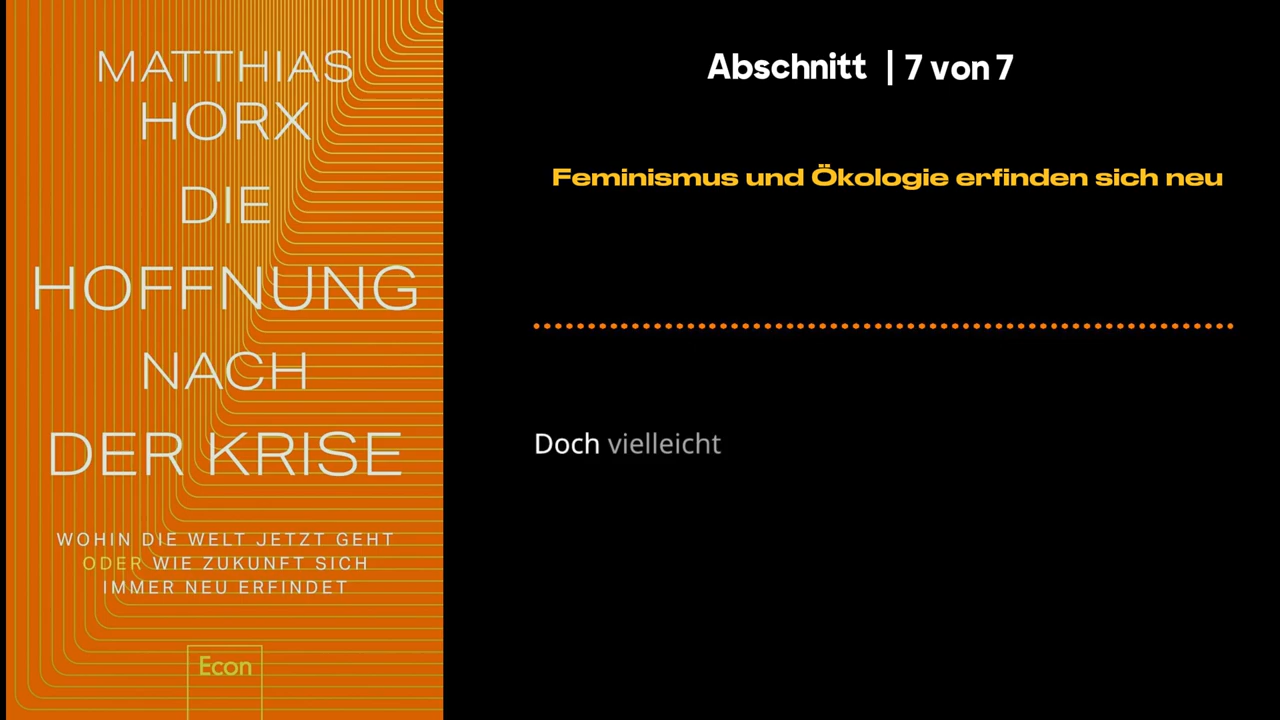 MATTHIAS
HORX
DIE
HOFFNUNG
NACH
DER KRISE
WOHIN DIE WELT JETZT GEHT
ODER WIE ZUKUNFT SICH
IMMER NEU ERFINDET
Econ
Abschnitt | 7 von 7
Feminismus und Ökologie erfinden sich neu
Doch vielleicht